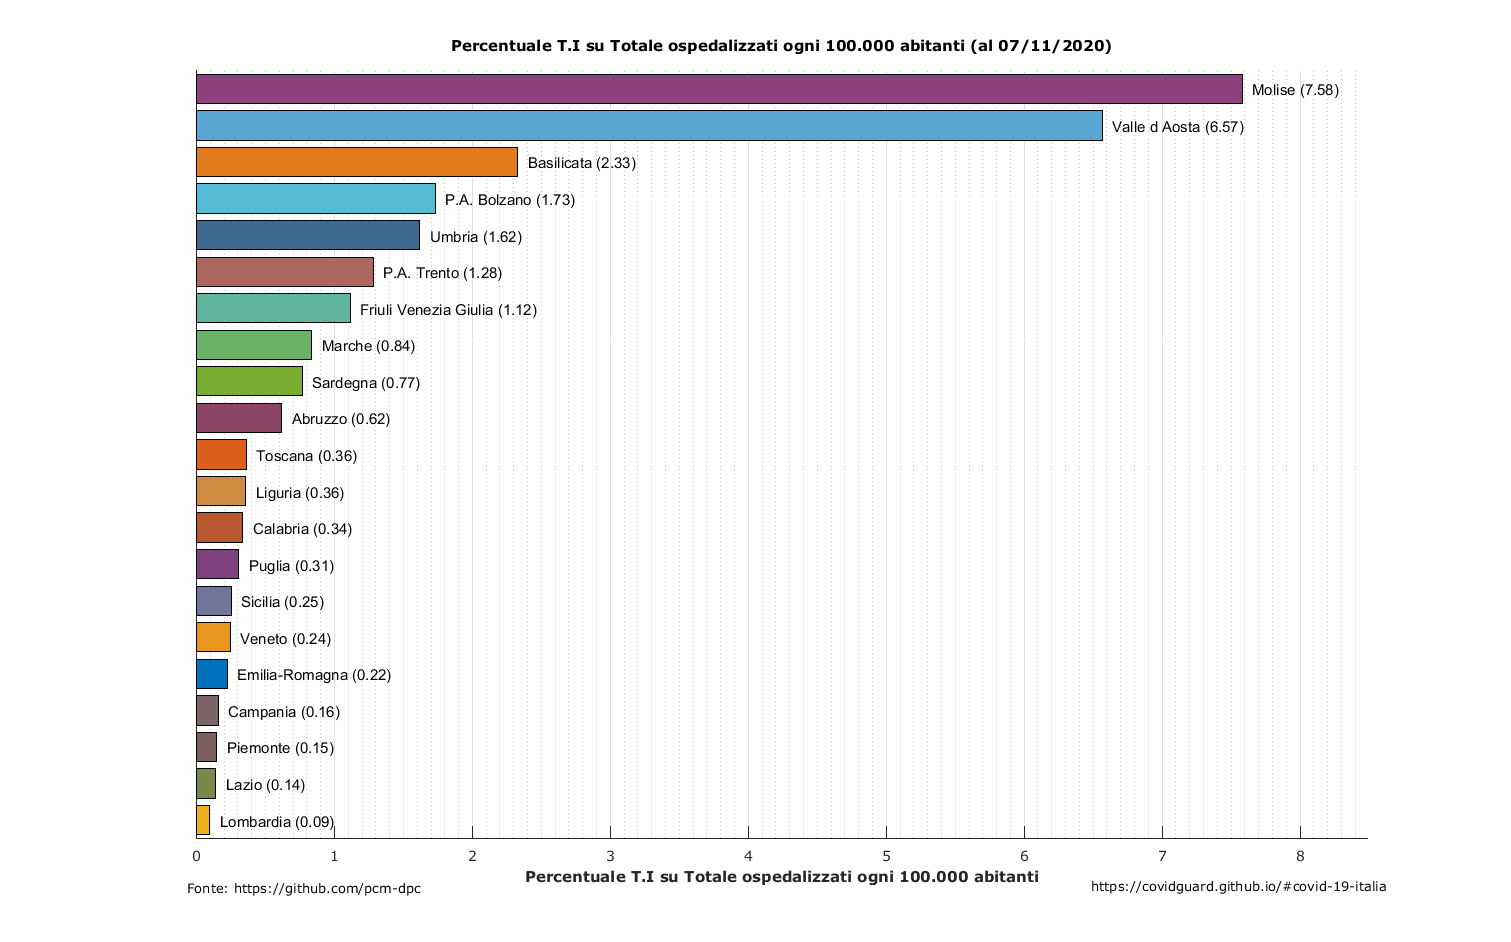 Percentuale T.I su Totale ospedalizzati ogni 100.000 abitanti (al 07/11/2020)
Molise (7.58)
Valle d Aosta (6.57)
Basilicata (2.33)
P.A. Bolzano (1.73)
Umbria (1.62)
P.A. Trento (1.28)
Friuli Venezia Giulia (1.12)
Marche (0.84)
Sardegna (0.77)
Abruzzo (0.62)
Toscana (0.36)
Liguria (0.36)
Calabria (0.34)
Puglia (0.31)
Sicilia (0.25)
Veneto (0.24)
Emilia-Romagna (0.22)
Campania (0.16)
Piemonte (0.15)
Lazio (0.14)
Lombardia (0.09)
0 1 2 3 4 5 6 7 8
Percentuale T.I su Totale ospedalizzati ogni 100.000 abitanti
Fonte: https://github.com/pcm-dpc
https://covidguard.github.io/#covid-19-italia